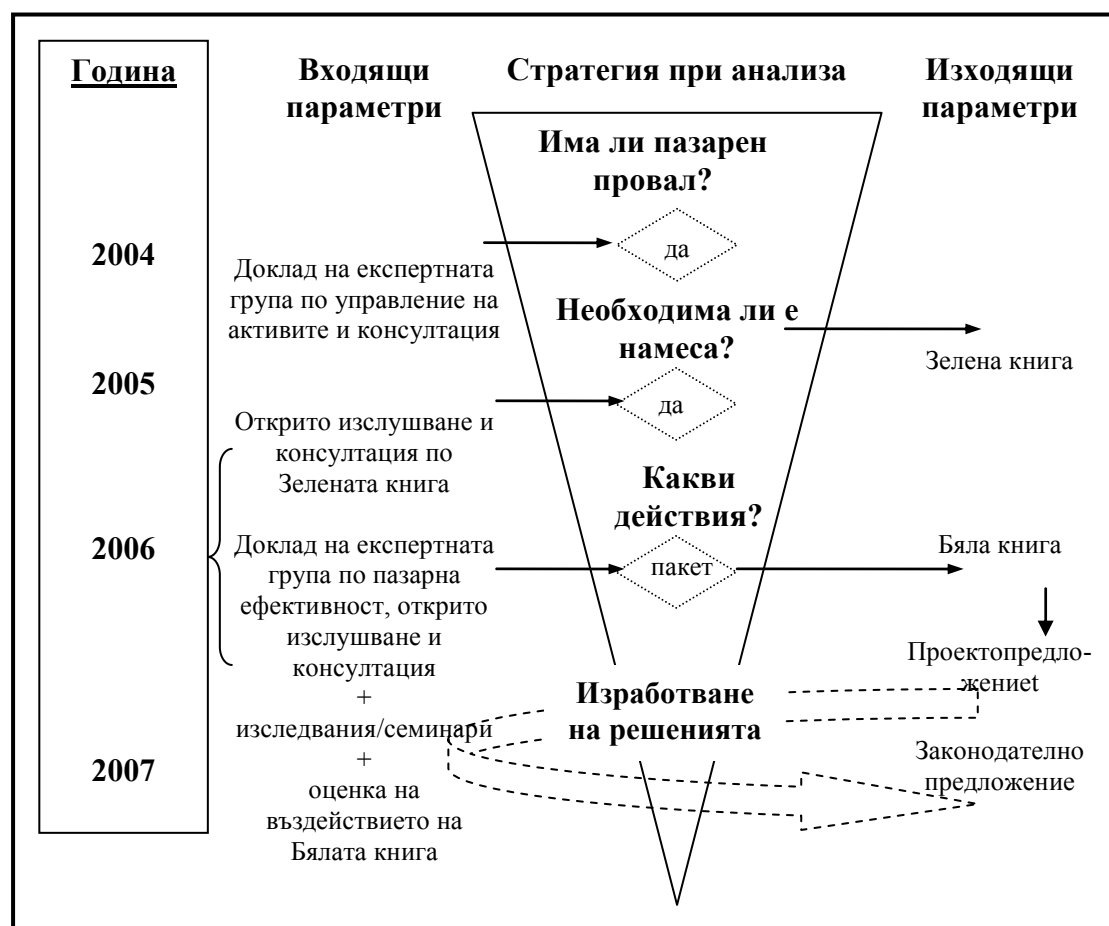 Година
Входящи
параметри
Стратегия при анализа
Изходящи
параметри
Има ли пазарен
провал?
2004
да
Доклад на експертната
група по управление на
активите и консултация
Необходима ли е
намеса?
Зелена книга
2005
да
Открито изслушване и
консултация по
Зелената книга
Какви
действия?
2006
Доклад на експертната
група по пазарна
ефективност, открито
изслушване и
консултация
+
изследвания/семинари
+
оценка на
въздействието на
Бялата книга
пакет
Бяла книга
Проектопредло-
жениеt
Изработване
на решенията
2007
Законодателно
предложение